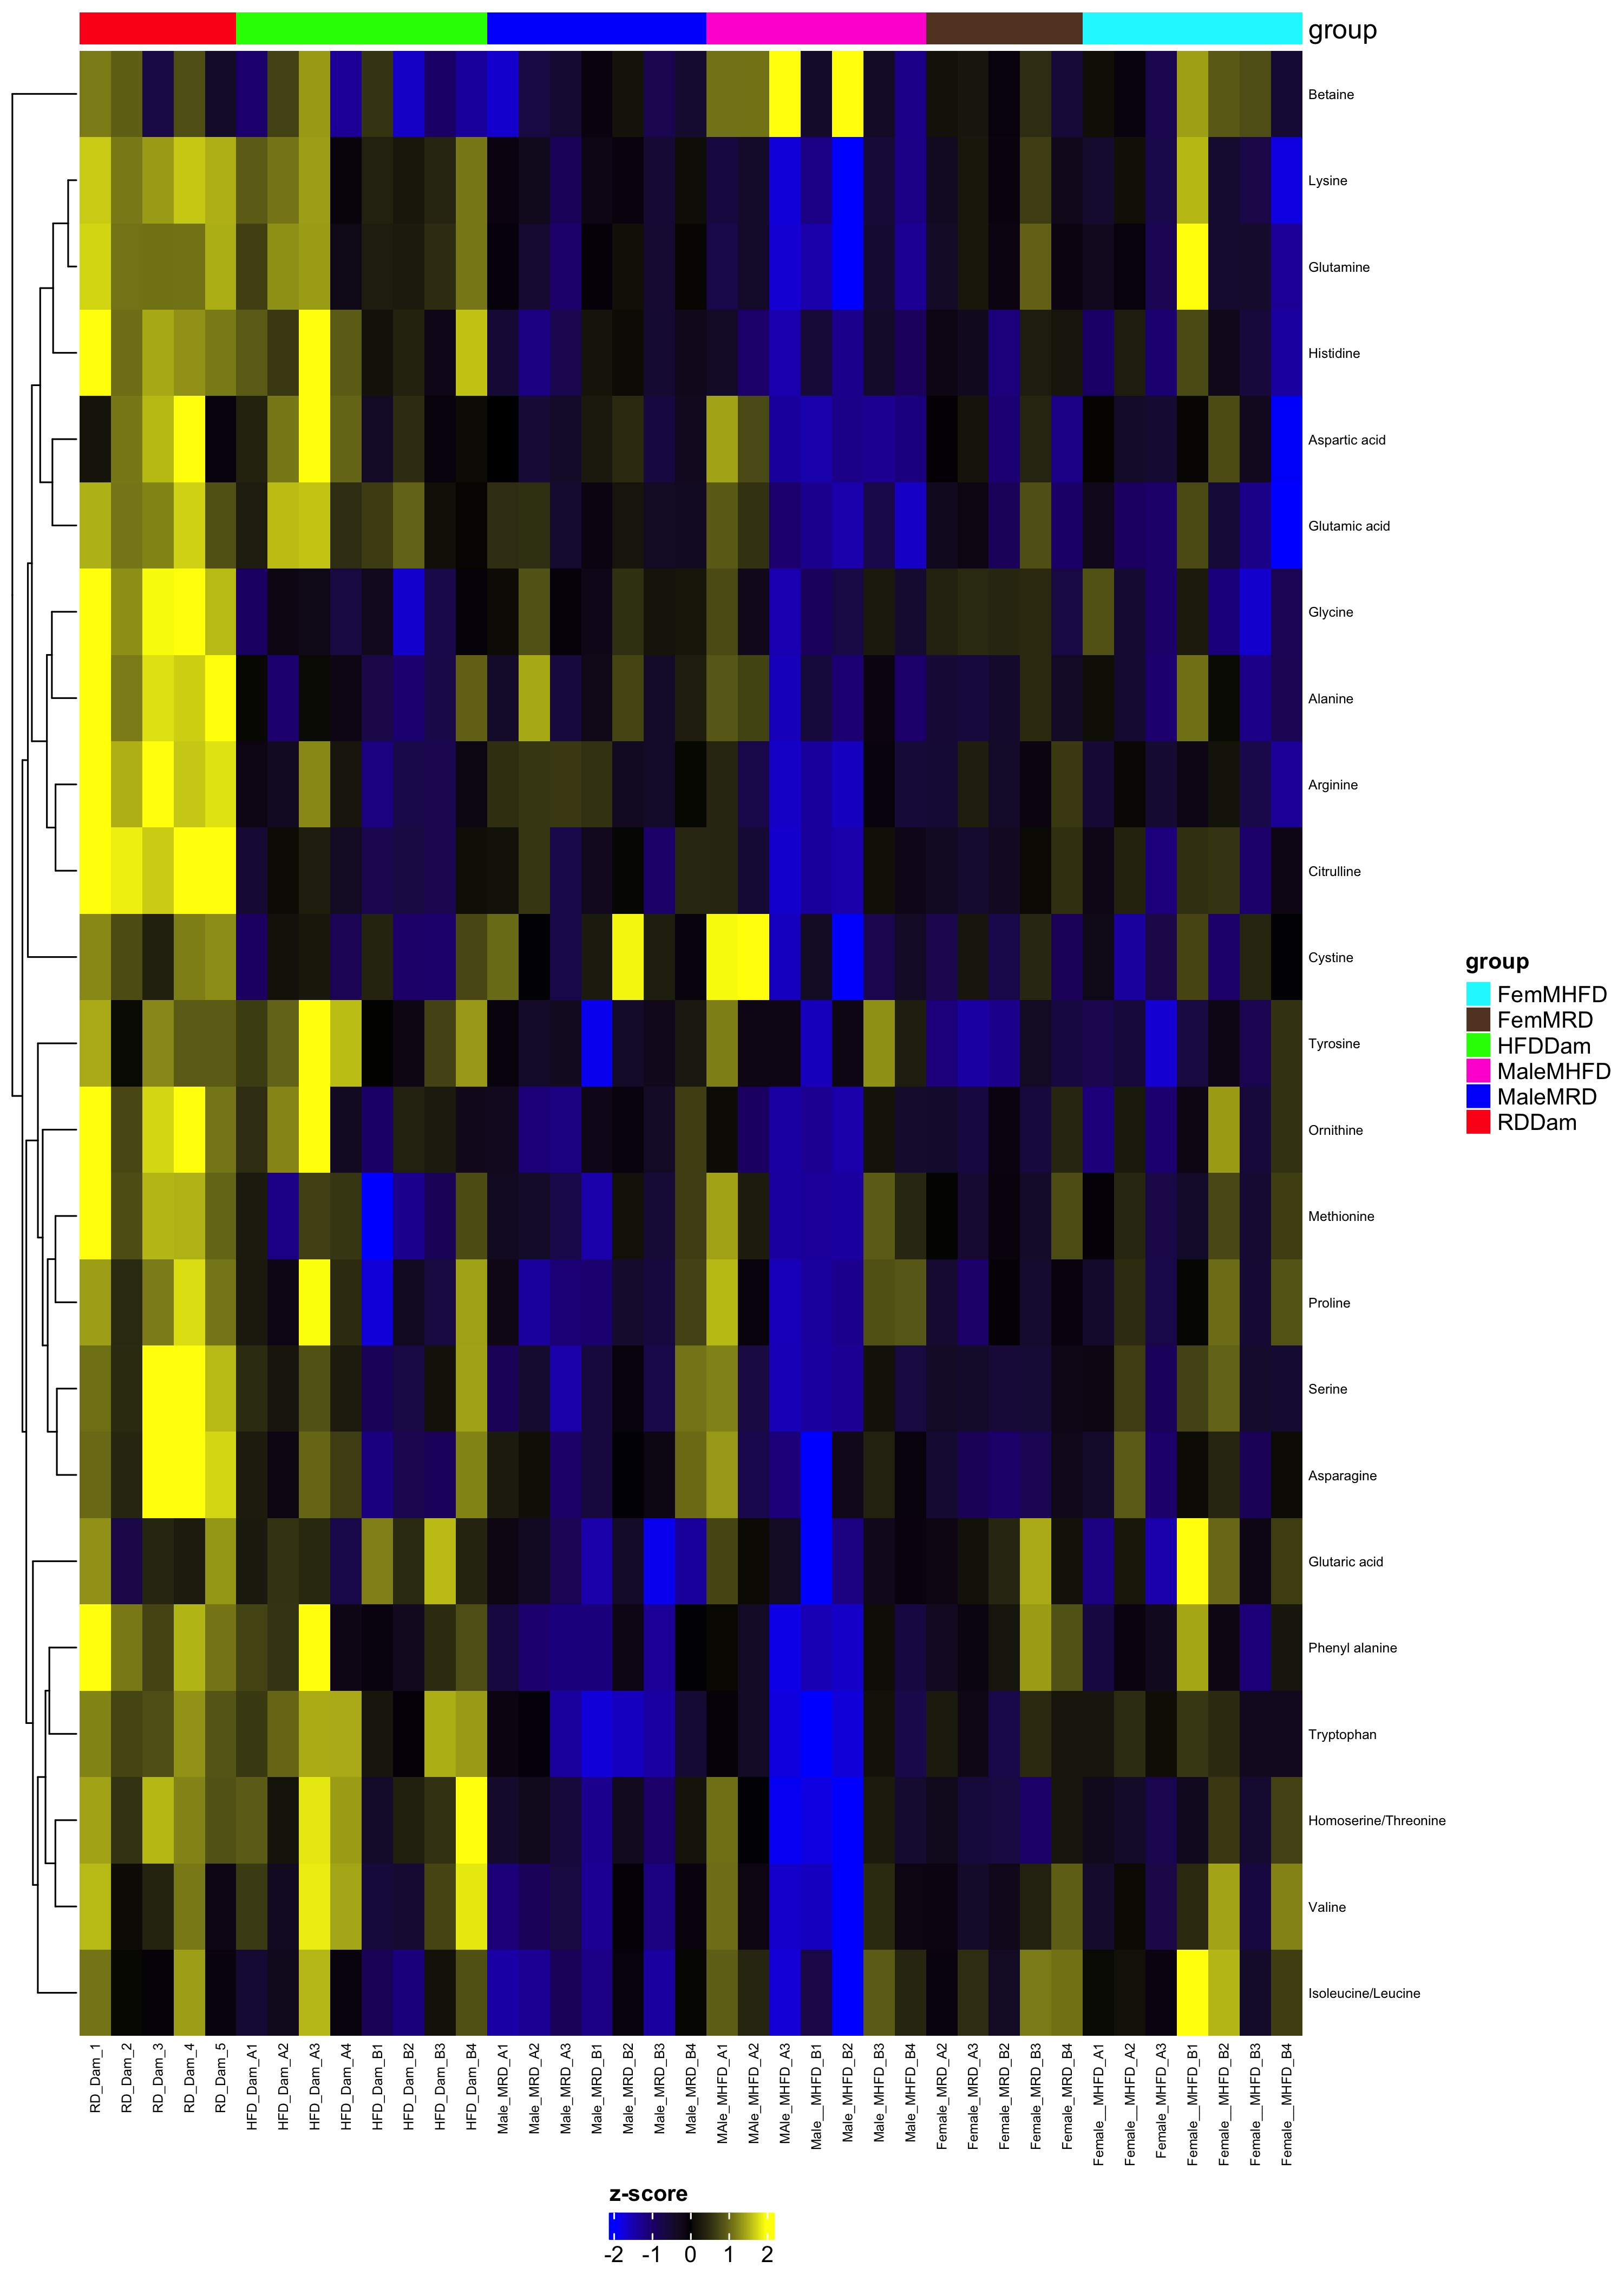 group
Betaine
Lysine
Glutamine
Histidine
Aspartic acid
Glutamic acid
Glycine
Alanine
Arginine
Citrulline
Cystine
Tyrosine
Ornithine
Methionine
Proline
Serine
Asparagine
Glutaric acid
Phenyl alanine
Tryptophan
Homoserine/Threonine
Valine
Isoleucine/Leucine
group
FemMHFD
FemMRD
HFDDam
MaleMHFD
MaleMRD
RDDam
RD_Dam_1
RD_Dam_2
RD_Dam_3
RD_Dam_4
RD_Dam_5
HFD_Dam_A1
HFD_Dam_A2
HFD_Dam_A3
HFD_Dam_A4
HFD_Dam_B1
HFD_Dam_B2
HFD_Dam_B3
HFD_Dam_B4
Male_MRD_A1
Male_MRD_A2
Male_MRD_A3
Male_MRD_B1
Male_MRD_B2
Male_MRD_B3
Male_MRD_B4
MAle_MHFD_A1
MAle_MHFD_A2
MAle_MHFD_A3
Male__MHFD_B1
Male_MHFD_B2
Male_MHFD_B3
Male_MHFD_B4
Female_MRD_A2
Female_MRD_A3
Female_MRD_B2
Female_MRD_B3
Female_MRD_B4
Female__MHFD_A1
Female_MHFD_A2
Female_MHFD_A3
Female__MHFD_B1
Female__MHFD_B2
Female__MHFD_B3
Female__MHFD_B4
z-score
-2 -1 0 1 2